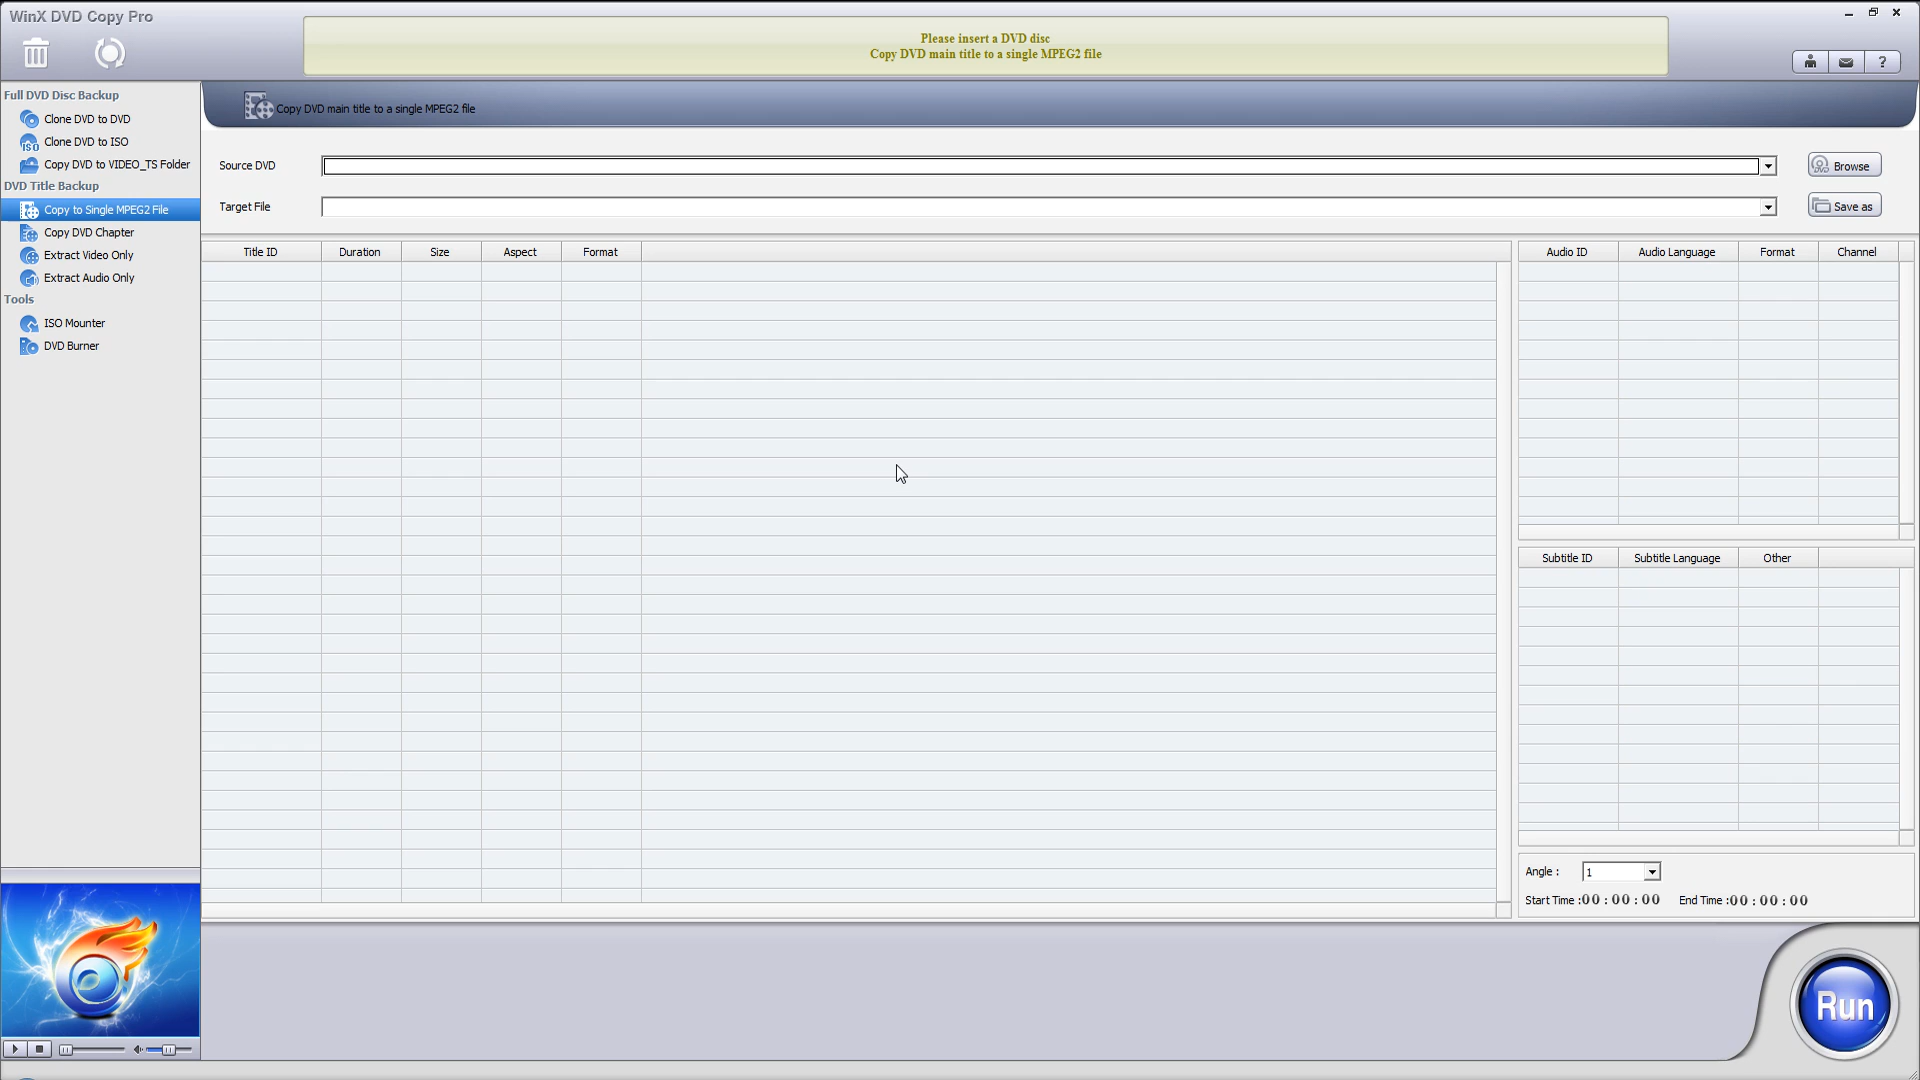 WinX DVD Copy Pro
Please insert a DVD disc
Copy DVD main title to a single MPEG2 file
?
Full DVD Disc Backup
Clone DVD to DVD
ISO
Clone DVD to ISO
Copy DVD to VIDEO_TS Folder
DVD Title Backup
Copy to Single MPEG2 File
Copy DVD Chapter
Extract Video Only
Extract Audio Only
Tools
ISO Mounter
DVD Burner
Copy DVD main title to a single MPEG2 file
Source DVD
Browse
Target File
Save as
Title ID Duration Size Aspect Format
Audio ID Audio Language Format Channel
Subtitle ID Subtitle Language Other
Angle : 1
Start Time :00:00:00 End Time :00:00:00
Run